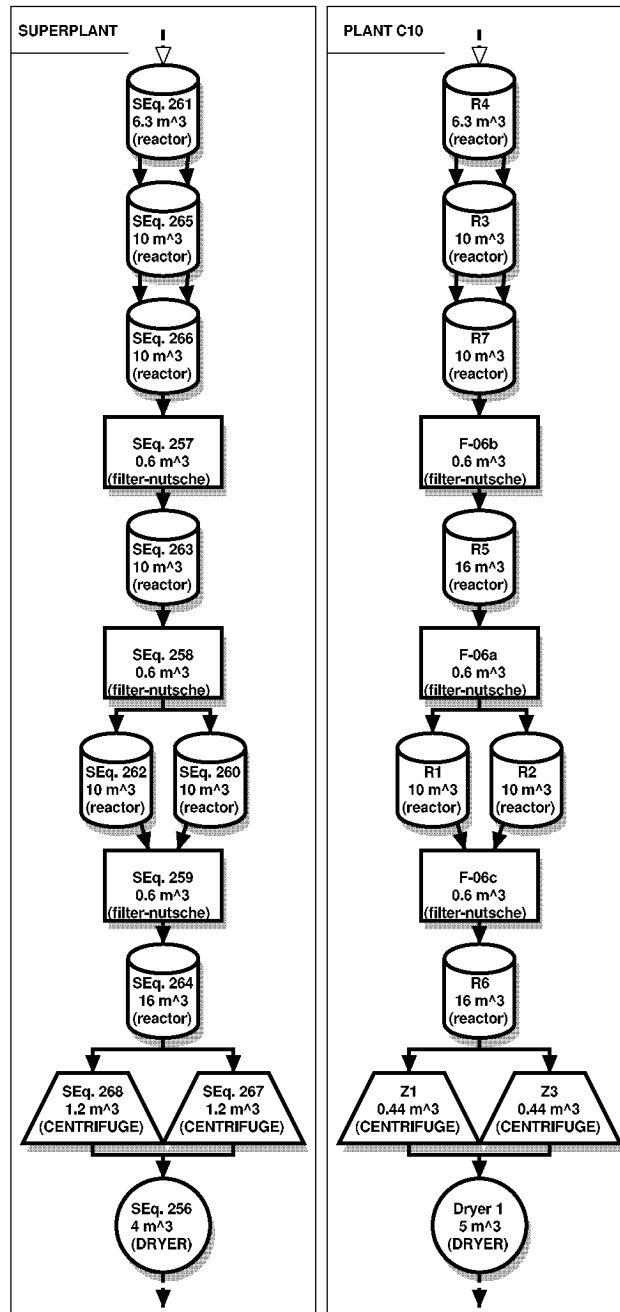 SUPERPLANT
SEq. 261
6.3 m^3
(reactor)
SEq. 265
10 m^3
(reactor)
SEq. 266
10 m^3
(reactor)
SEq. 257
0.6 m^3
(filter-nutsche)
SEq. 263
10 m^3
(reactor)
SEq. 258
0.6 m^3
(filter-nutsche)
SEq. 262
10 m^3
(reactor)
SEq. 260
10 m^3
(reactor)
SEq. 259
0.6 m^3
(filter-nutsche)
SEq. 264
16 m^3
(reactor)
SEq. 268
1.2 m^3
(CENTRIFUGE)
SEq. 267
1.2 m^3
(CENTRIFUGE)
SEq. 256
4 m^3
(DRYER)
PLANT C10
R4
6.3 m^3
(reactor)
R3
10 m^3
(reactor)
R7
10 m^3
(reactor)
F-06b
0.6 m^3
(filter-nutsche)
R5
16 m^3
(reactor)
F-06a
0.6 m^3
(filter-nutsche)
R1
10 m^3
(reactor)
R2
10 m^3
(reactor)
F-06c
0.6 m^3
(filter-nutsche)
R6
16 m^3
(reactor)
Z1
0.44 m^3
(CENTRIFUGE)
Z3
0.44 m^3
(CENTRIFUGE)
Dryer 1
5 m^3
(DRYER)